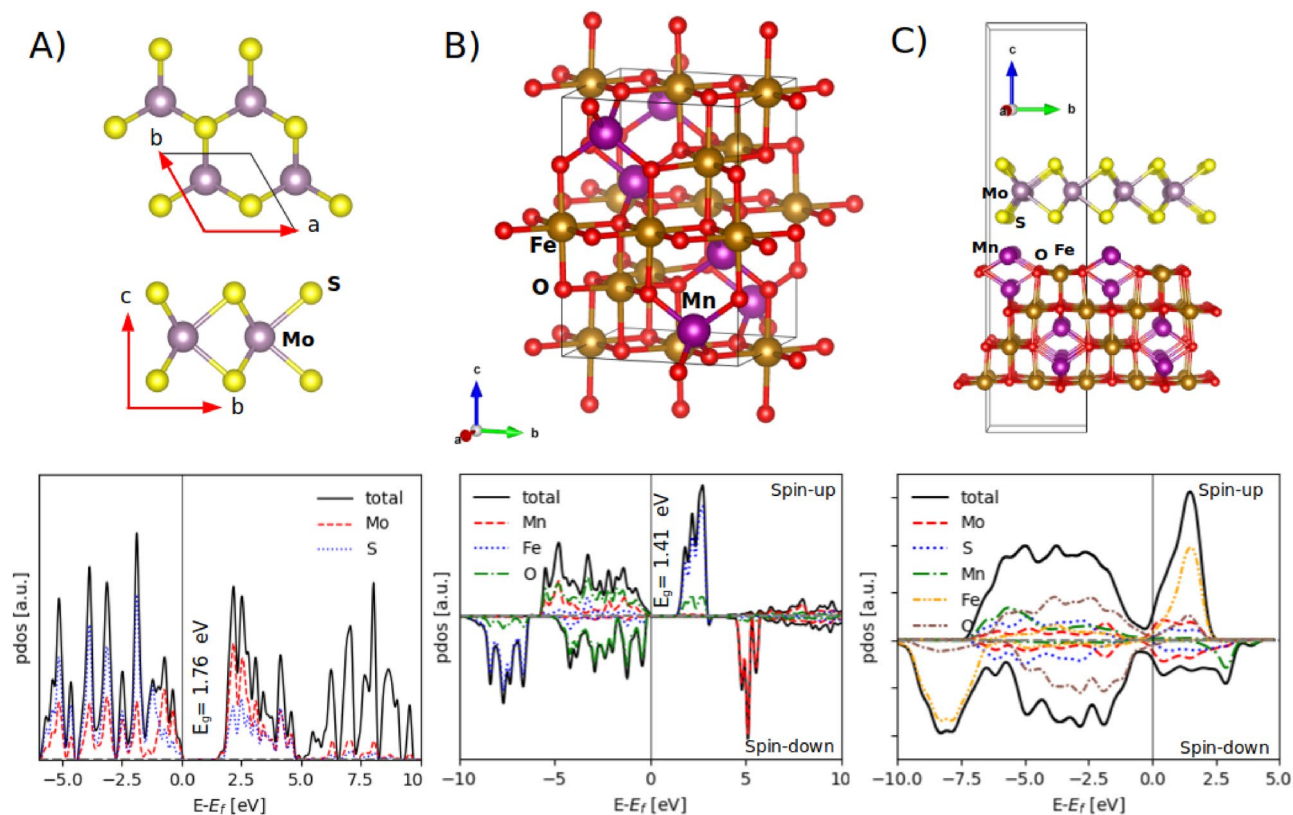 A)
b
a
c
S
Mo
b
B)
Fe
O
Mn
c
a
b
C)
c
a
b
Mo
S
Mn
O
Fe
total
Mo
S
E_g= 1.76 eV
pdos [a.u.]
−5.0
−2.5
0.0
2.5
5.0
7.5
10
E-E_f [eV]
total
Mn
Fe
O
E_g= 1.41 eV
Spin-up
Spin-down
pdos [a.u.]
−10
−5
0
5
10
E-E_f [eV]
total
Mo
S
Mn
Fe
O
Spin-up
Spin-down
pdos [a.u.]
−10.0
−7.5
−5.0
−2.5
0.0
2.5
5.0
E-E_f [eV]